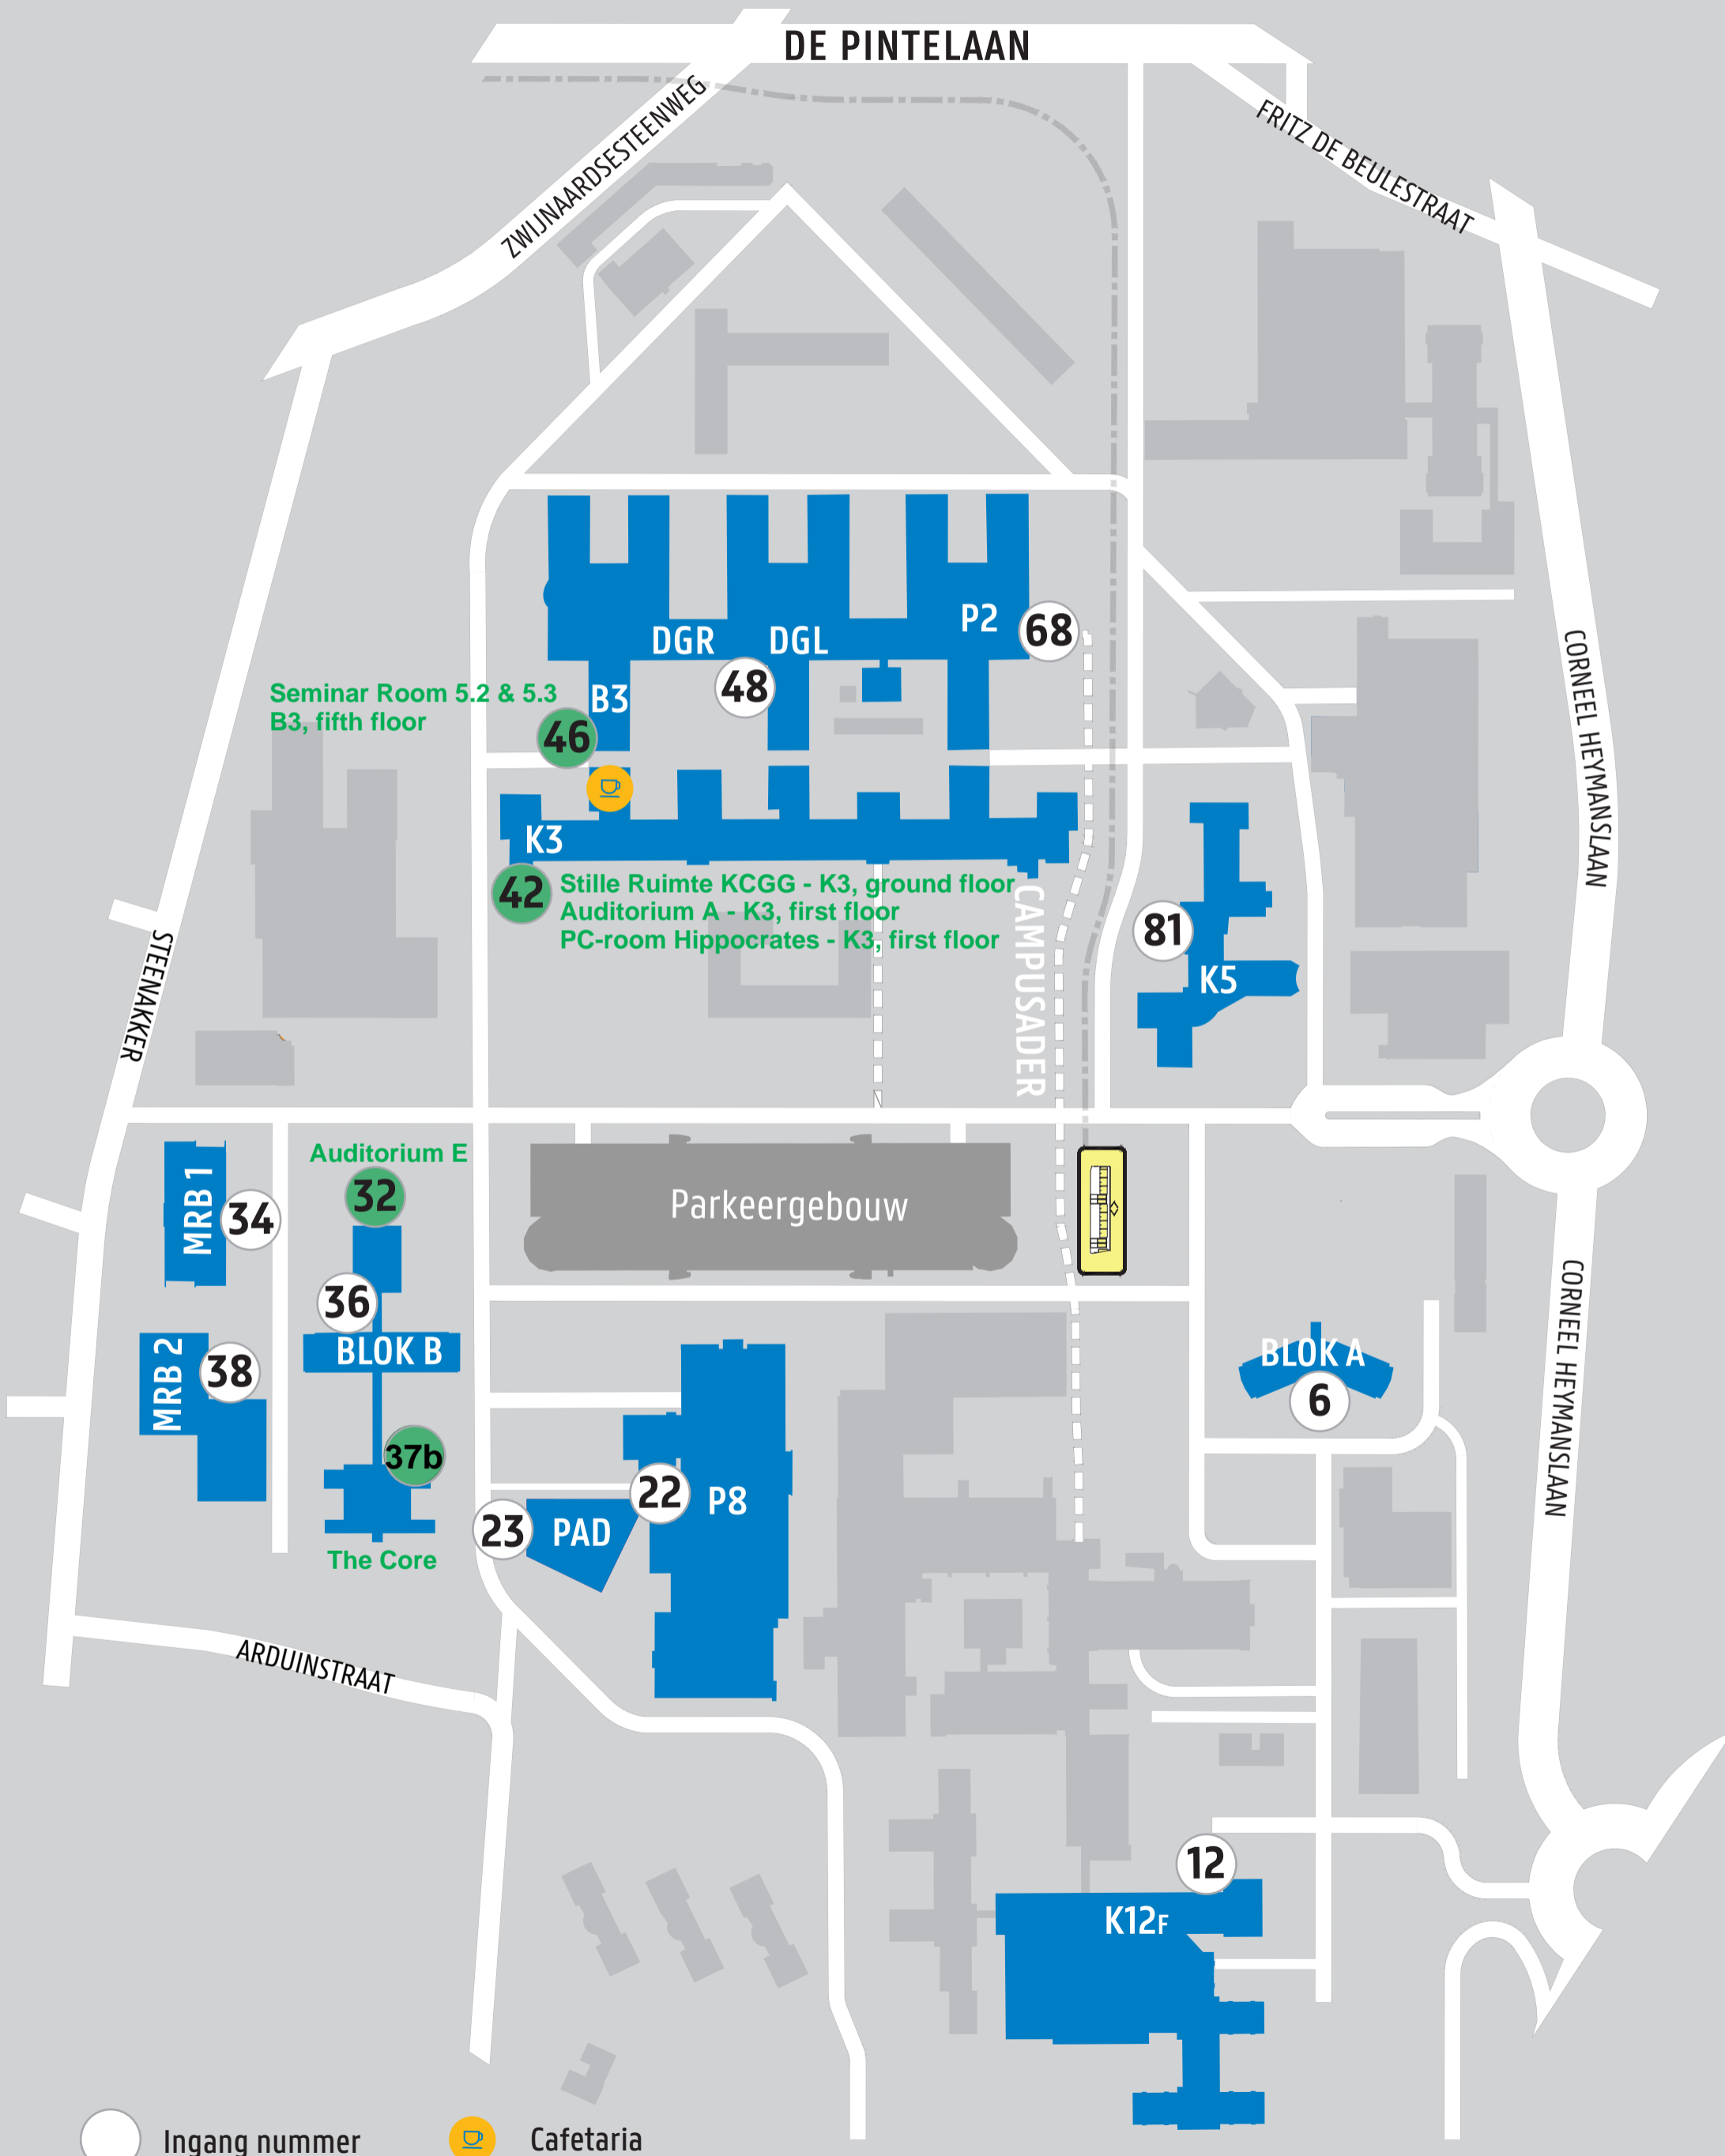 DE PINTELAAN
ZWIJNAARDSESTEENWEG
FRITZ DE BEULESTRAAT
CORNEEL HEYMANSLAAN
P2
68
DGR
DGL
48
B3
Seminar Room 5.2 & 5.3
B3, fifth floor
46
K3
42
Stille Ruimte KCGG - K3, ground floor
Auditorium A - K3, first floor
PC-room Hippocrates - K3, first floor
CAMPUSADER
81
K5
STEENAKKER
Auditorium E
32
MRB 1
34
Parkeergebouw
36
BLOK B
MRB 2
38
BLOK A
6
CORNEEL HEYMANSLAAN
37b
The Core
22
P8
23
PAD
ARDUINSTRAAT
12
K12F
Ingang nummer
Cafetaria